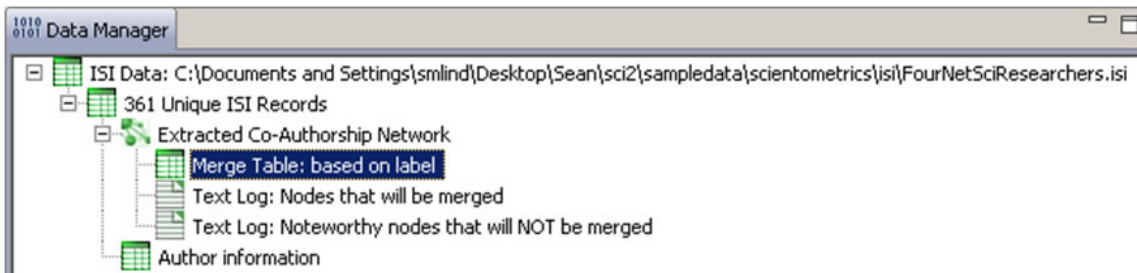 1010
0101 Data Manager
ISI Data: C:\Documents and Settings\smlind\Desktop\Sean\sci2\sampledata\scientometrics\isi\FourNetSciResearchers.isi
361 Unique ISI Records
Extracted Co-Authorship Network
Merge Table: based on label
Text Log: Nodes that will be merged
Text Log: Noteworthy nodes that will NOT be merged
Author information